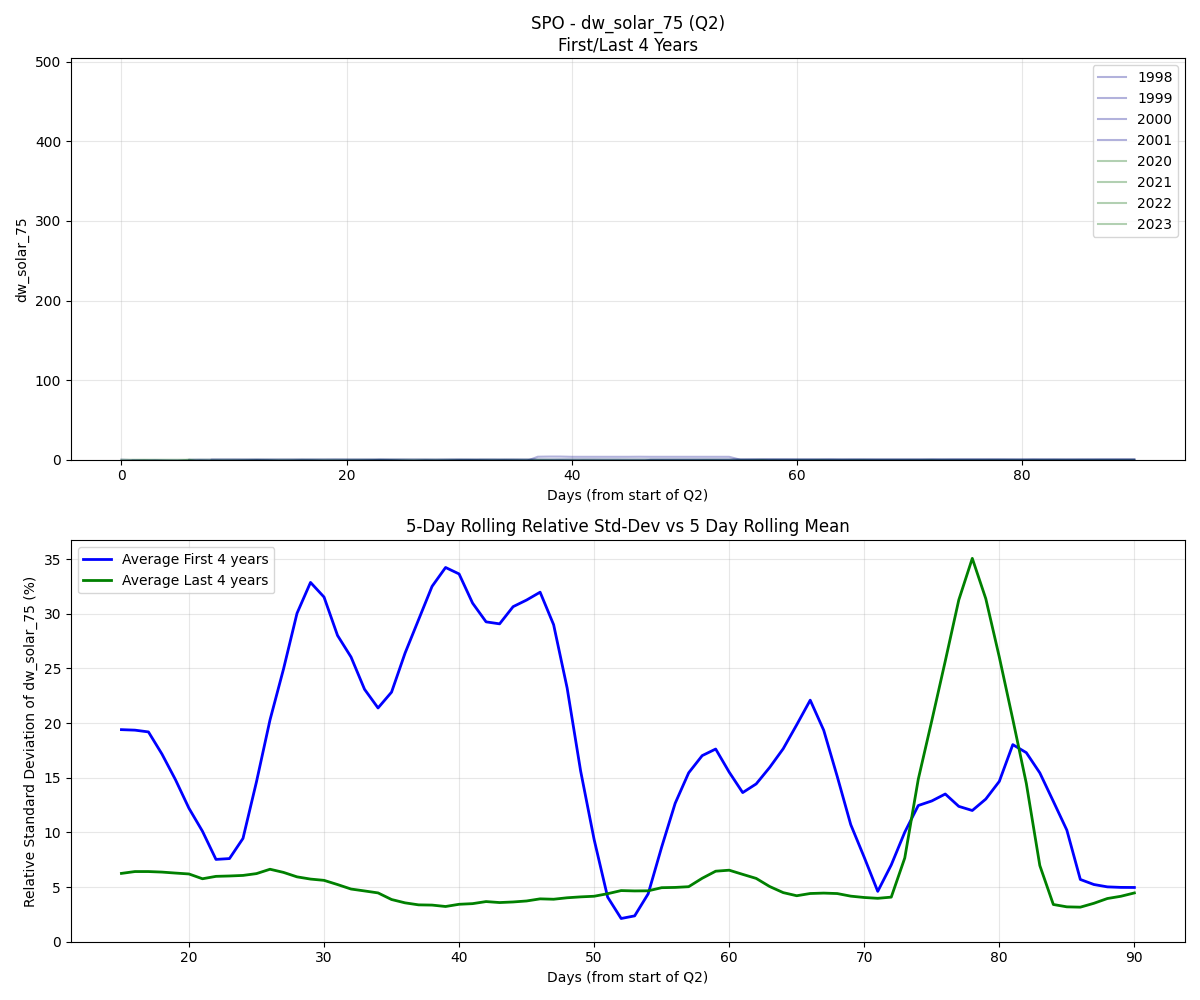 SPO - dw_solar_75 (Q2)
First/Last 4 Years
500
400
300
200
100
0
dw_solar_75
1998
1999
2000
2001
2020
2021
2022
2023
0 20 40 60 80
Days (from start of Q2)
5-Day Rolling Relative Std-Dev vs 5 Day Rolling Mean
35
30
25
20
15
10
5
0
Relative Standard Deviation of dw_solar_75 (%)
Average First 4 years
Average Last 4 years
20 30 40 50 60 70 80 90
Days (from start of Q2)